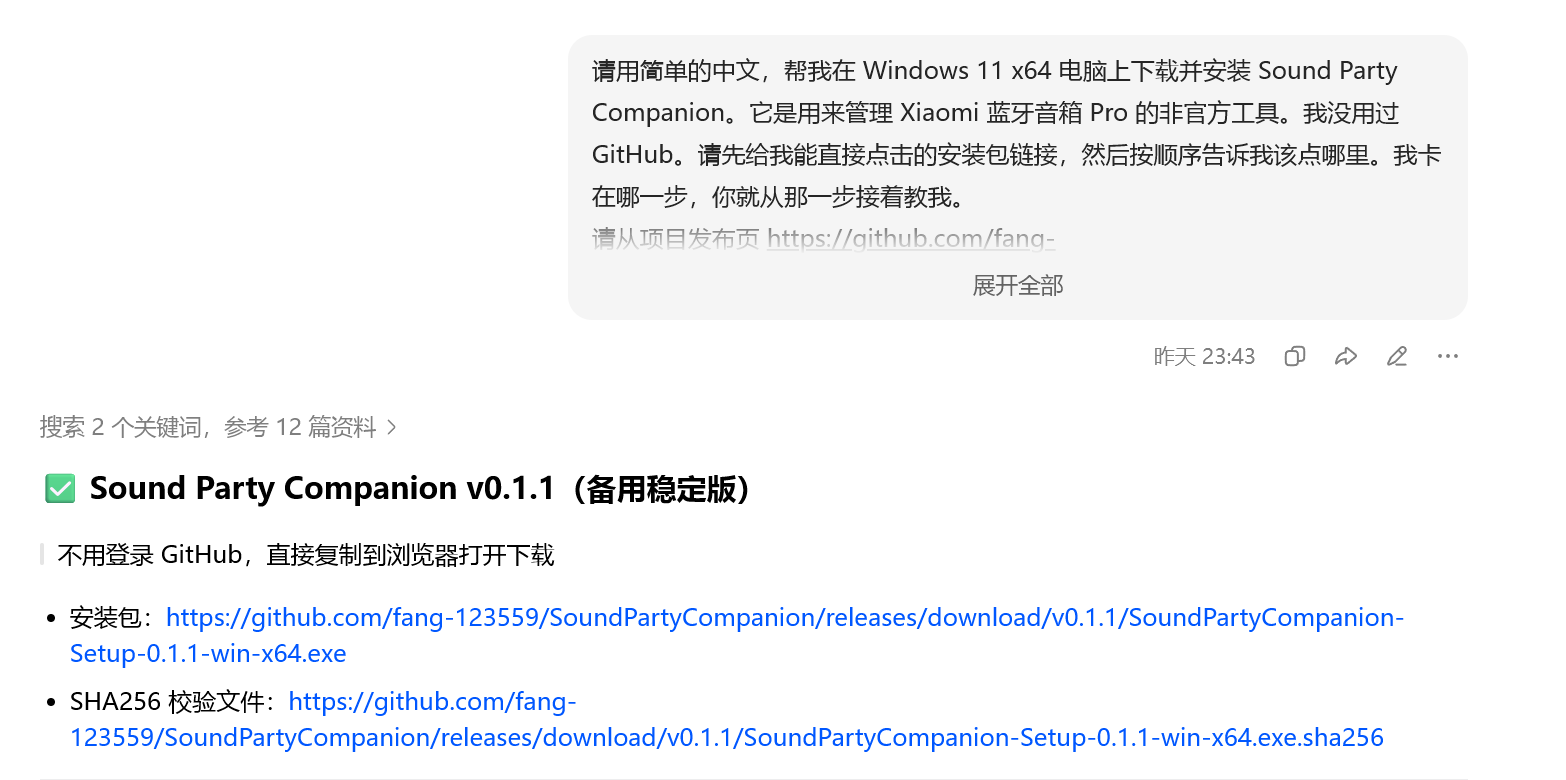 请用简单的中文，帮我在 Windows 11 x64 电脑上下载并安装 Sound Party
Companion。它是用来管理 Xiaomi 蓝牙音箱 Pro 的非官方工具。我没用过
GitHub。请先给我能直接点击的安装包链接，然后按顺序告诉我该点哪里。我卡
在哪一步，你就从那一步接着教我。
请从项目发布页 https://github.com/fang-
展开全部
昨天 23:43
搜索 2 个关键词，参考 12 篇资料
Sound Party Companion v0.1.1（备用稳定版）
不用登录 GitHub，直接复制到浏览器打开下载
安装包：https://github.com/fang-123559/SoundPartyCompanion/releases/download/v0.1.1/SoundPartyCompanion-
Setup-0.1.1-win-x64.exe
SHA256 校验文件：https://github.com/fang-
123559/SoundPartyCompanion/releases/download/v0.1.1/SoundPartyCompanion-Setup-0.1.1-win-x64.exe.sha256